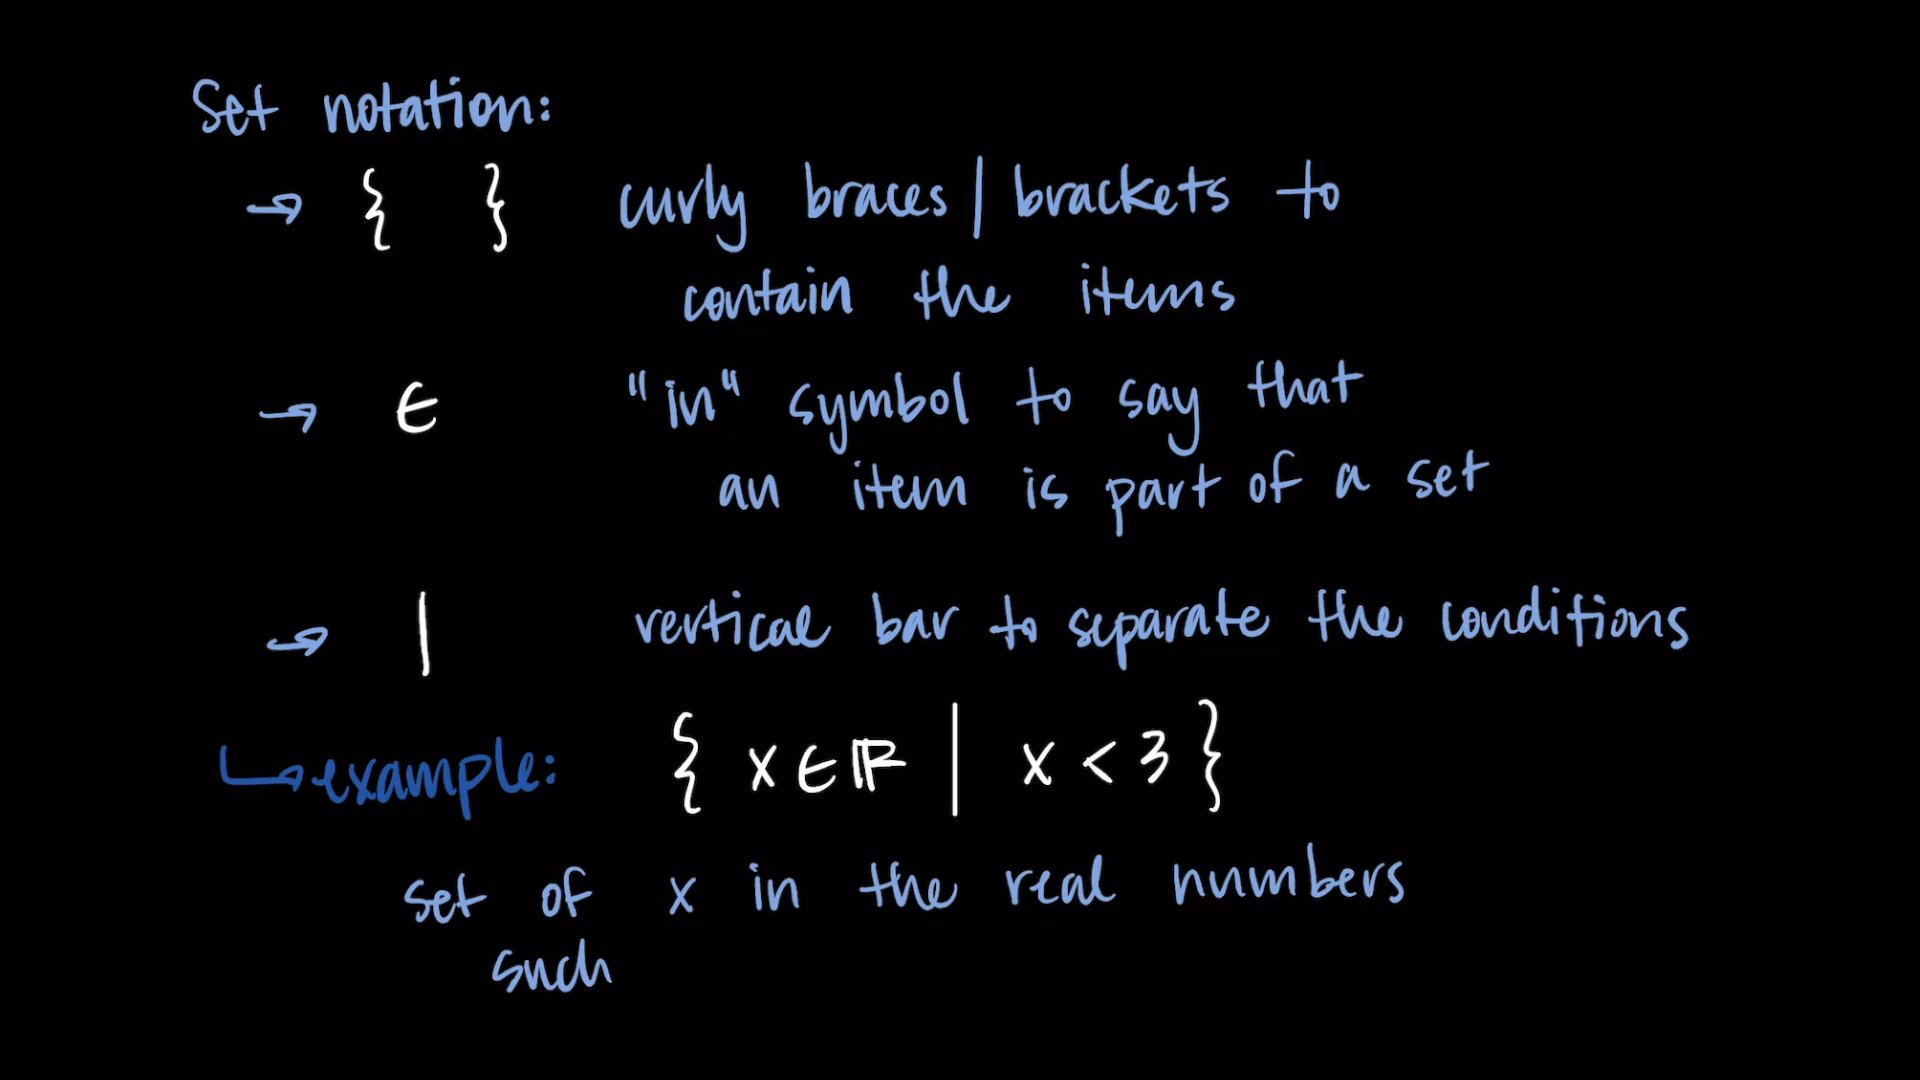 Set notation:
→ { } curly braces | brackets to
contain the items
→ ∈ "in" symbol to say that
an item is part of a set
→ | vertical bar to separate the conditions
↳ example: { x ∈ ℝ | x < 3 }
set of x in the real numbers
such